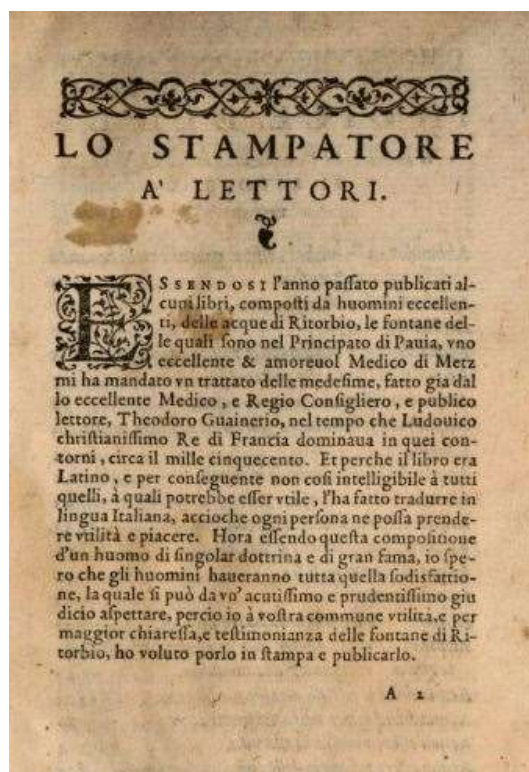 LO STAMPATORE
A' LETTORI.
ESSENDOSI l'anno paſſato publicati al-
cuni libri, compoſti da huomini eccellen-
ti, delle acque di Ritorbio, le fontane del-
le quali ſono nel Principato di Pauia, vno
eccellente & amoreuol Medico di Metz
mi ha mandato vn trattato delle medeſime, fatto gia dal
lo eccellente Medico, e Regio Conſigliero, e publico
lettore, Theodoro Guainerio, nel tempo che Ludouico
chriſtianiſſimo Re di Francia dominaua in quei con-
torni, circa il mille cinquecento. Et perche il libro era
Latino, e per conſeguente non coſi intelligibile à tutti
quelli, à quali potrebbe eſſer vtile, l'ha fatto tradurre in
lingua Italiana, accioche ogni perſona ne poſſa prende-
re vtilità e piacere. Hora eſſendo queſta compoſitione
d'un huomo di ſingolar dottrina e di gran fama, io ſpe-
ro che gli huomini haueranno tutta quella ſodisfattio-
ne, la quale ſi può da vn' acutiſſimo e prudentiſſimo giu
dicio aſpettare, percio io à voſtra commune vtilità, e per
maggior chiareſſa, e teſtimonianza delle fontane di Ri-
torbio, ho voluto porlo in ſtampa e publicarlo.
A 2